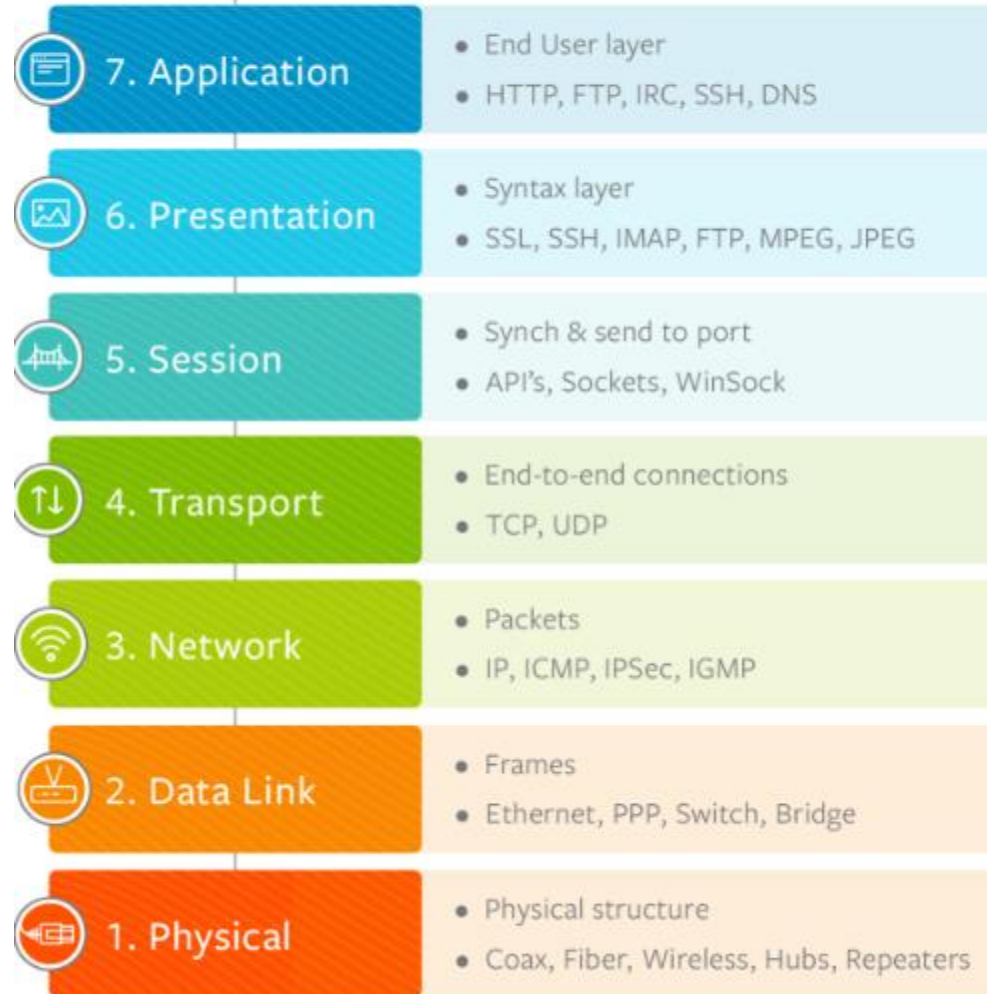 7. Application
• End User layer
• HTTP, FTP, IRC, SSH, DNS
6. Presentation
• Syntax layer
• SSL, SSH, IMAP, FTP, MPEG, JPEG
5. Session
• Synch & send to port
• API's, Sockets, WinSock
4. Transport
• End-to-end connections
• TCP, UDP
3. Network
• Packets
• IP, ICMP, IPSec, IGMP
2. Data Link
• Frames
• Ethernet, PPP, Switch, Bridge
1. Physical
• Physical structure
• Coax, Fiber, Wireless, Hubs, Repeaters